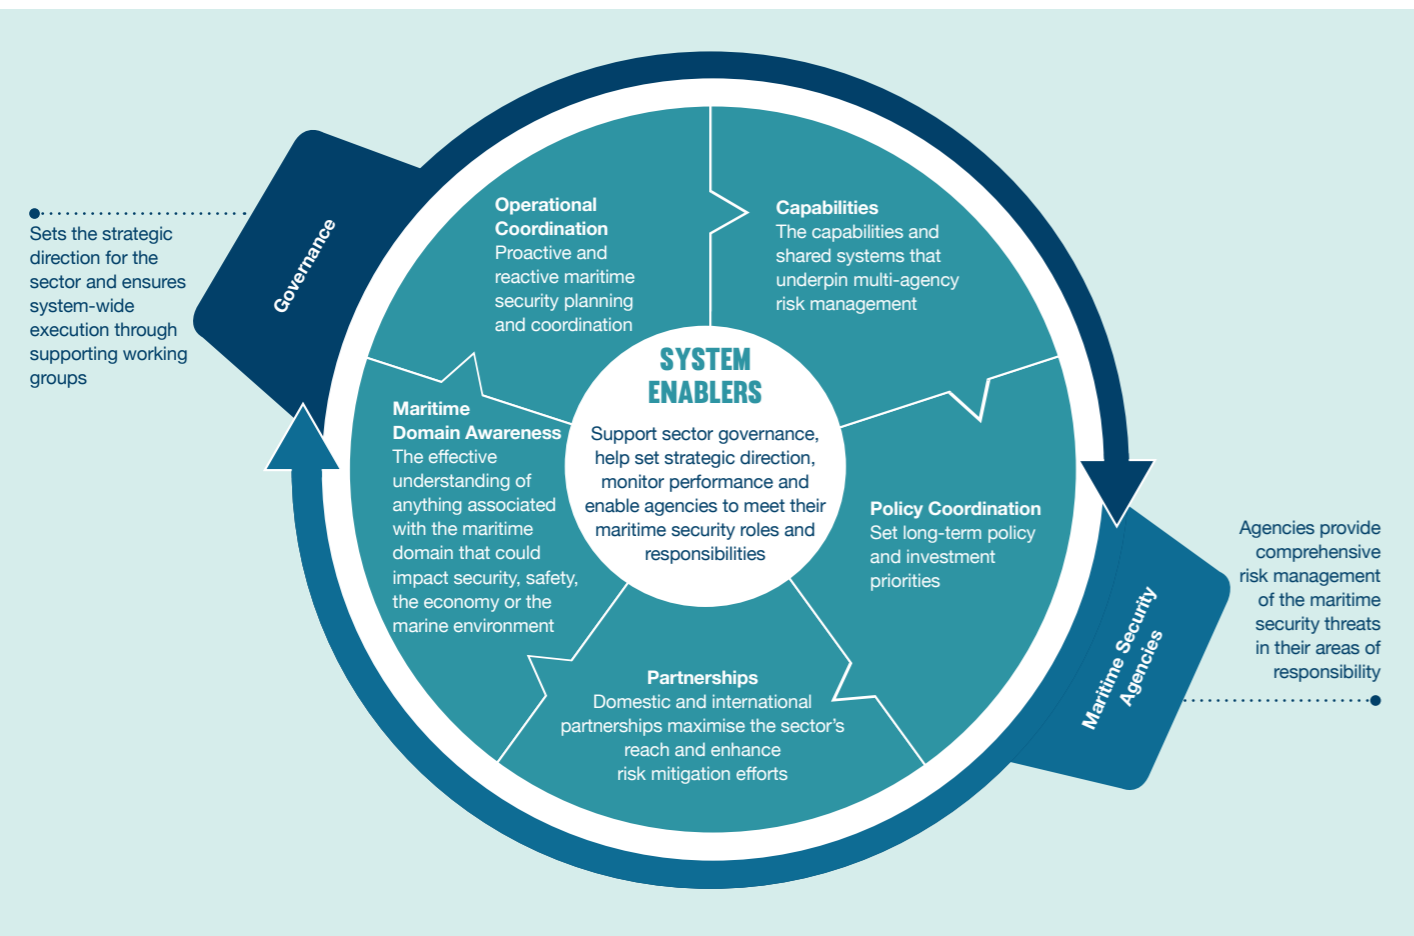 Governance
Sets the strategic
direction for the
sector and ensures
system-wide
execution through
supporting working
groups
Operational
Coordination
Proactive and
reactive maritime
security planning
and coordination
Capabilities
The capabilities and
shared systems that
underpin multi-agency
risk management
Maritime
Domain Awareness
The effective
understanding of
anything associated
with the maritime
domain that could
impact security, safety,
the economy or the
marine environment
SYSTEM
ENABLERS
Support sector governance,
help set strategic direction,
monitor performance and
enable agencies to meet their
maritime security roles and
responsibilities
Policy Coordination
Set long-term policy
and investment
priorities
Partnerships
Domestic and international
partnerships maximise the sector’s
reach and enhance
risk mitigation efforts
Maritime Security
Agencies
Agencies provide
comprehensive
risk management
of the maritime
security threats
in their areas of
responsibility